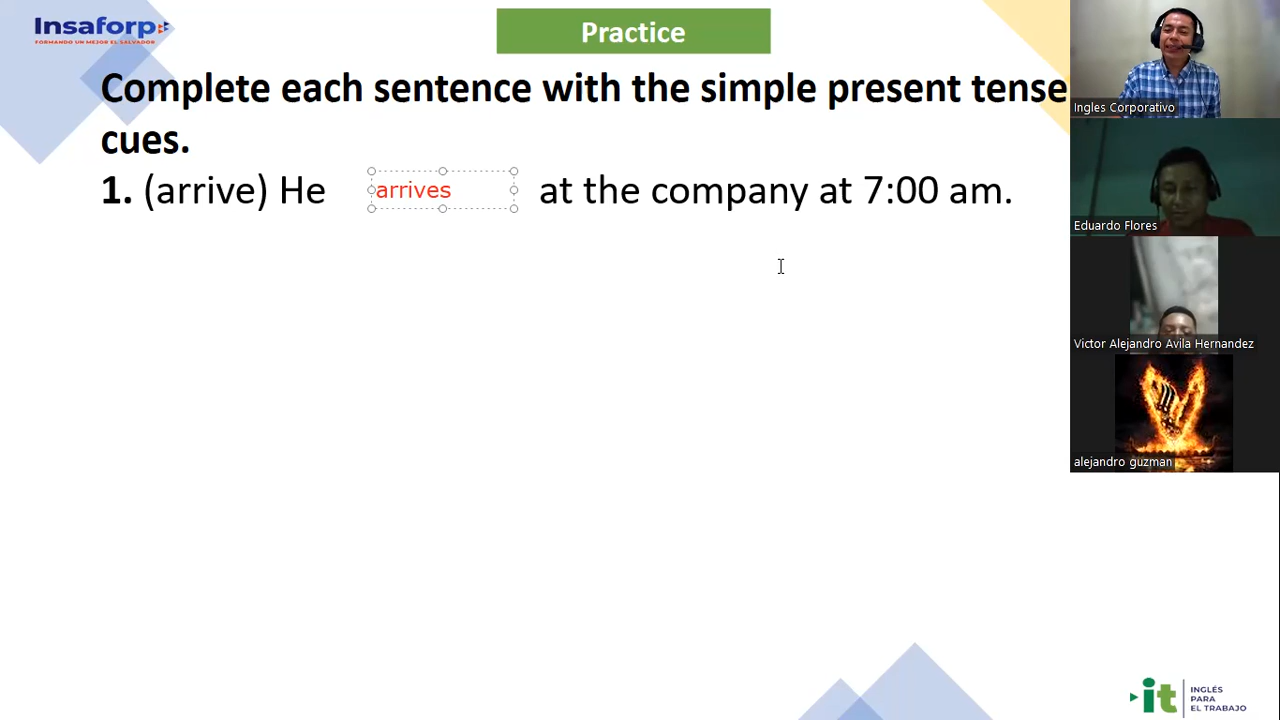 Insaforp
FORMANDO UN MEJOR EL SALVADOR
Practice
Complete each sentence with the simple present tense
cues.
1. (arrive) He arrives at the company at 7:00 am.
Ingles Corporativo
Eduardo Flores
Victor Alejandro Avila Hernandez
alejandro guzman
it
INGLÉS
PARA
EL TRABAJO